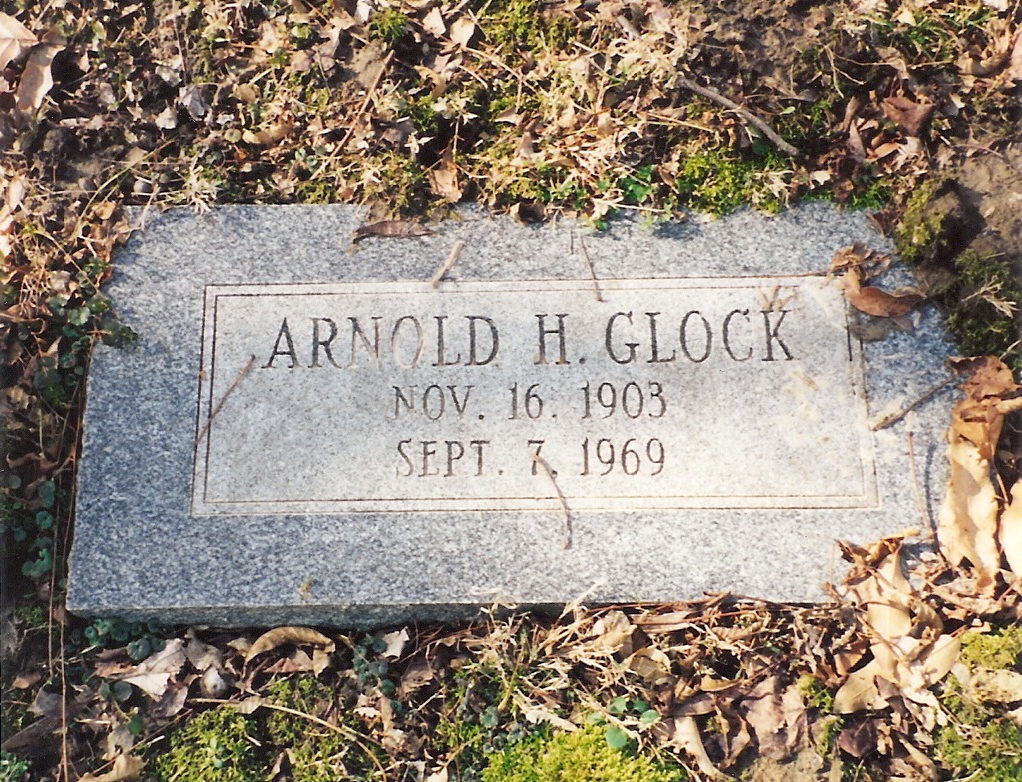 ARNOLD H. GLOCK
NOV. 16. 1903
SEPT. 7. 1969